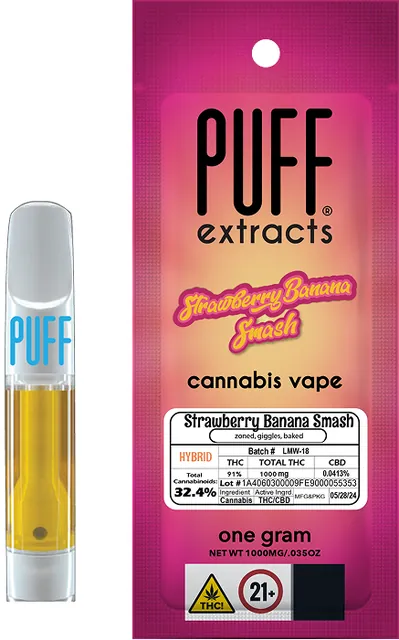 PUFF
PUFF®
extracts
Strawberry Banana
Smash
cannabis vape
Strawberry Banana Smash
zoned, giggles, baked
HYBRID
Batch # LMW-18
THC TOTAL THC CBD
91% 1000 mg 0.0413%
Total
Cannabinoids:
32.4%
Lot # 1A4060300009FE9000055353
Ingredient Active Ingrd. MFG&PKG 05/28/24
Cannabis THC/CBD
one gram
NET WT 1000MG/.035OZ
THC!
21+